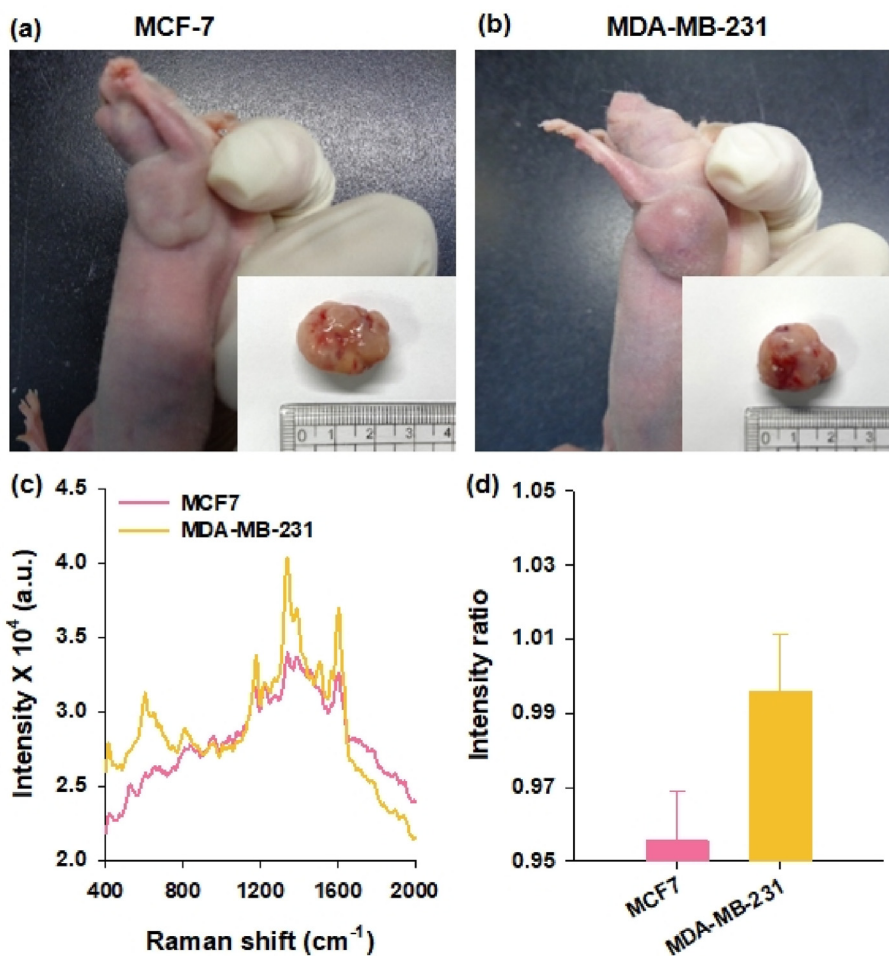 (a) MCF-7
(b) MDA-MB-231
0 1 2 3 4
0 1 2 3
(c)
4.5
4.0
3.5
3.0
2.5
2.0
Intensity X 10⁴ (a.u.)
MCF7
MDA-MB-231
400 800 1200 1600 2000
Raman shift (cm⁻¹)
(d)
1.05
1.03
1.01
0.99
0.97
0.95
Intensity ratio
MCF7
MDA-MB-231